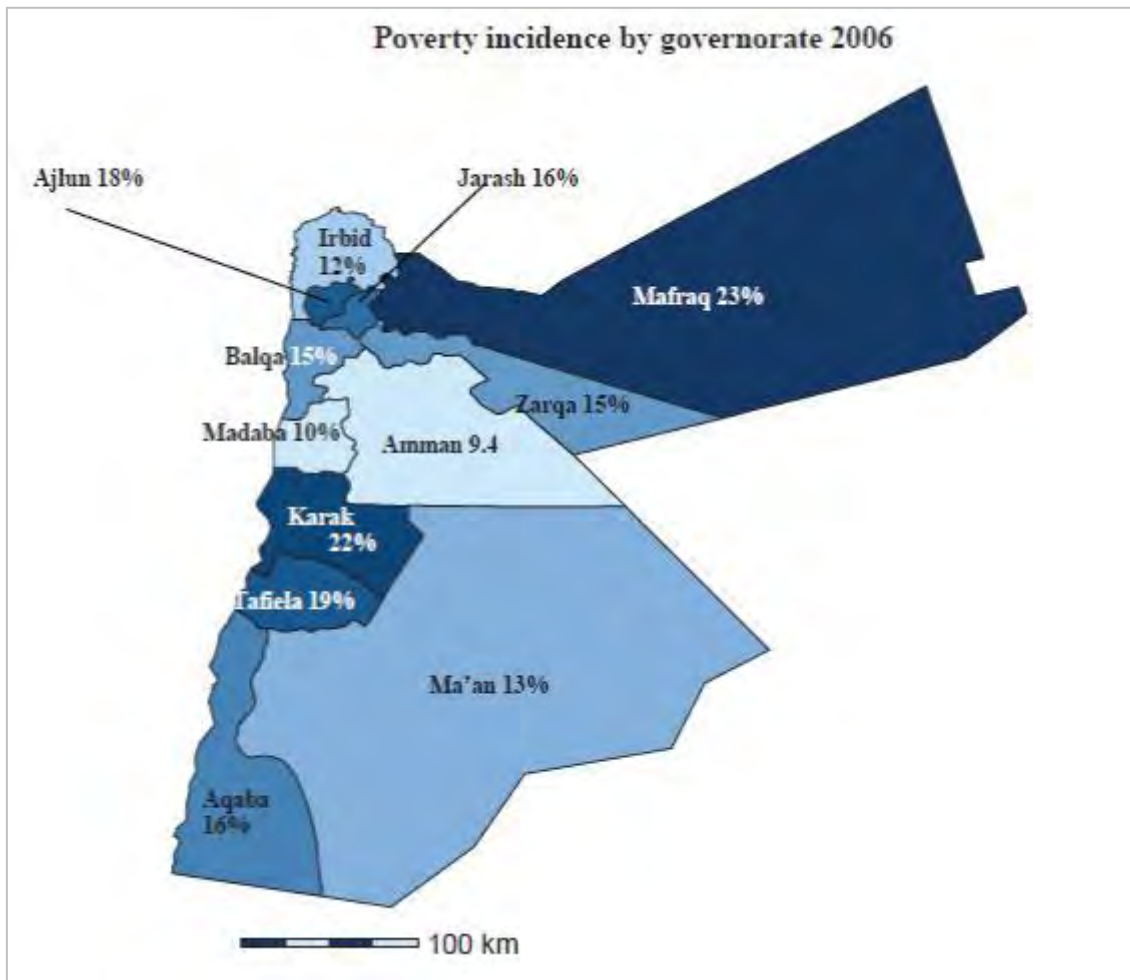 Poverty incidence by governorate 2006
Ajlun 18%
Jarash 16%
Irbid
12%
Mafraq 23%
Balqa 15%
Zarqa 15%
Madaba 10%
Amman 9.4
Karak
22%
Tafiela 19%
Ma’an 13%
Aqaba
16%
100 km